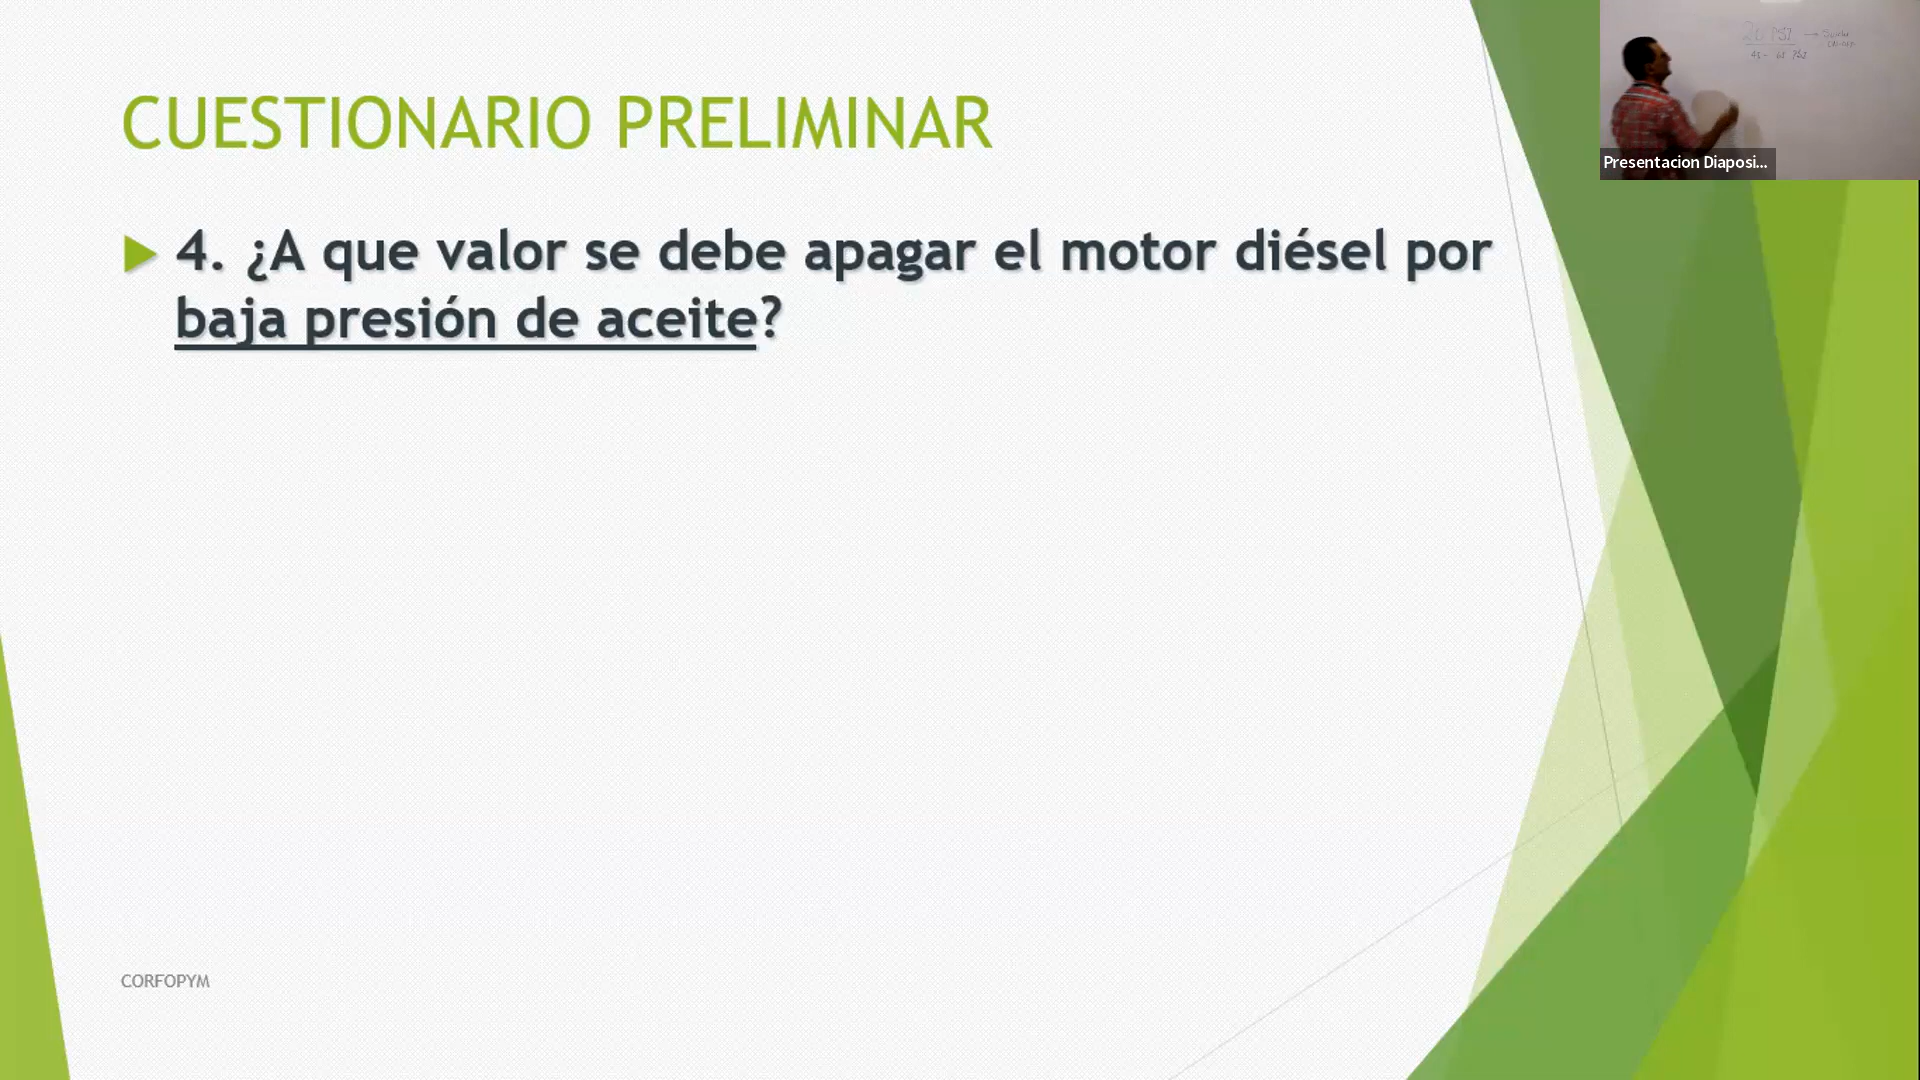 CUESTIONARIO PRELIMINAR
4. ¿A que valor se debe apagar el motor diésel por
baja presión de aceite?
CORFOPYM
Presentacion Diaposi...
20 PSI